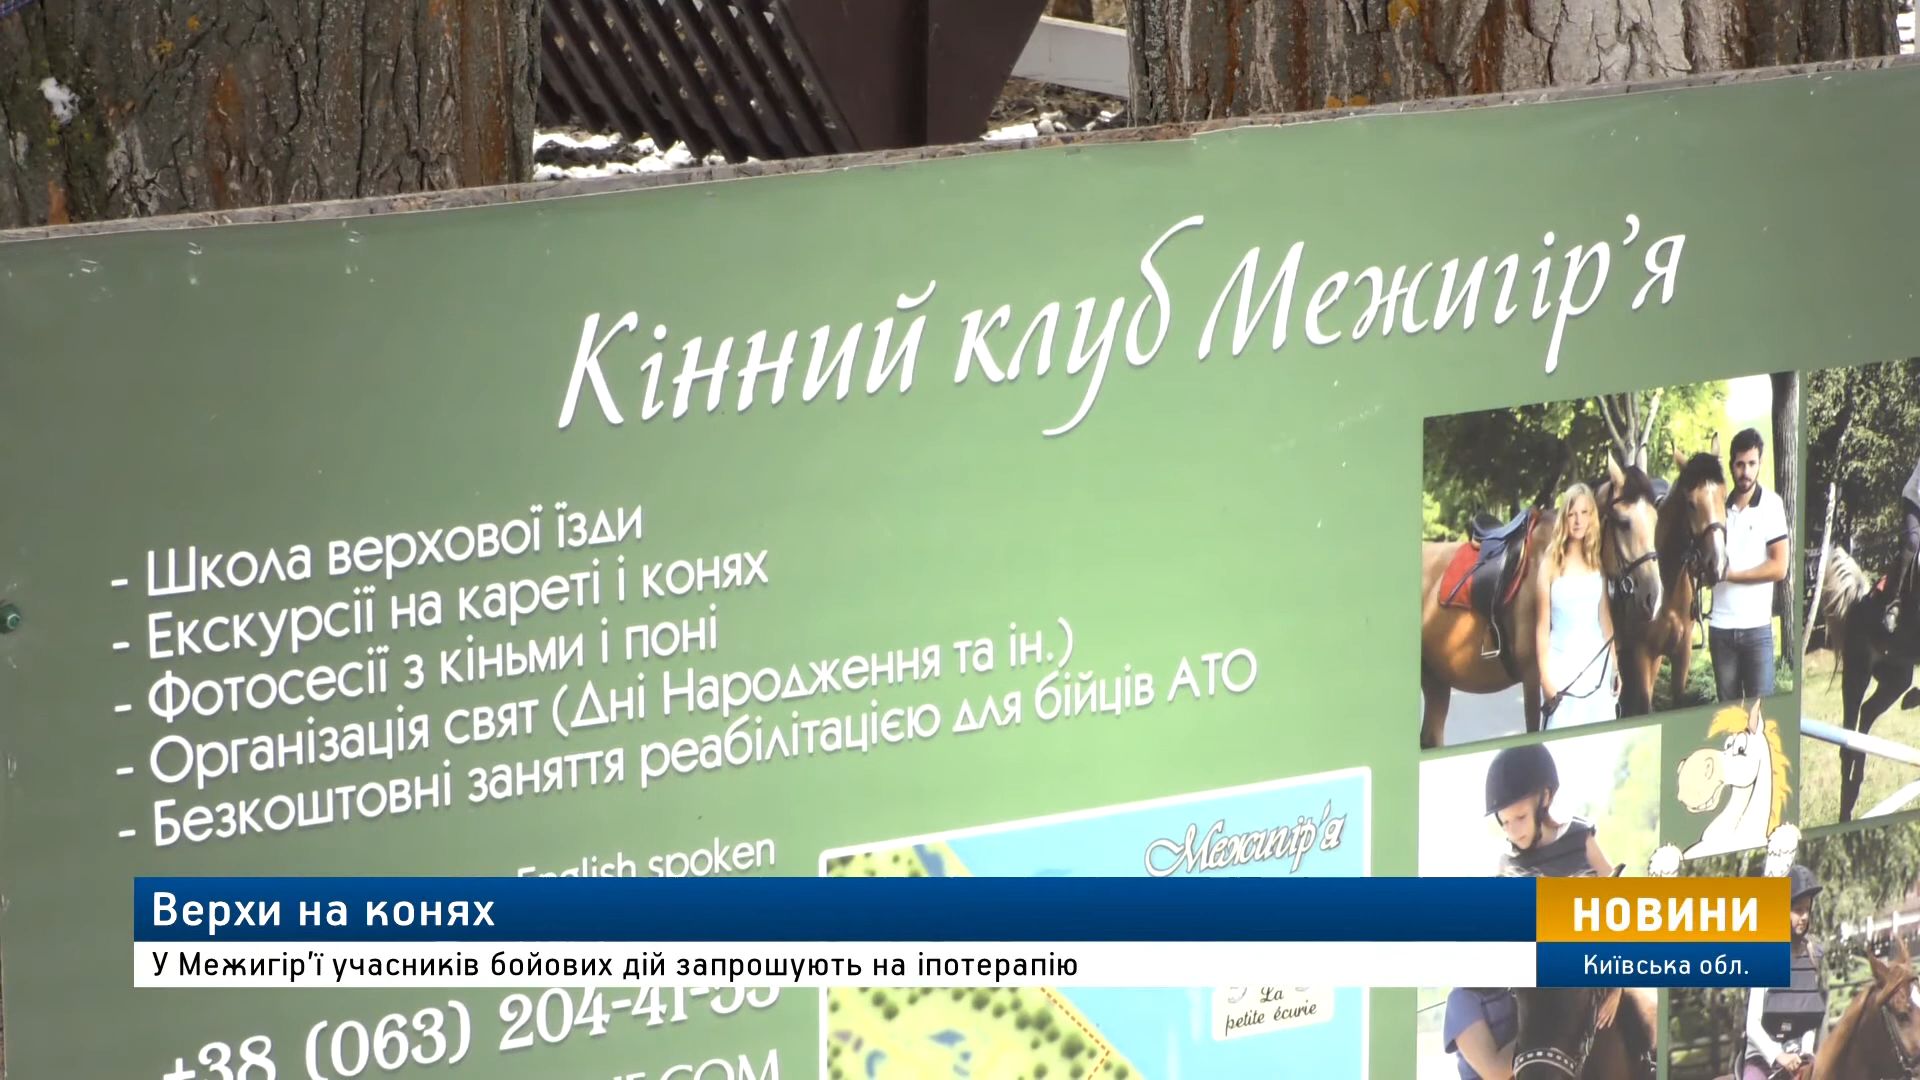 Кінний клуб Межигір'я
- Школа верхової їзди
- Екскурсії на кареті і конях
- Фотосесії з кіньми і поні
- Організація свят (Дні Народження та ін.)
- Безкоштовні заняття реабілітацією для бійців АТО
English spoken
Межигір'я
Верхи на конях
НОВИНИ
У Межигір'ї учасників бойових дій запрошують на іпотерапію
Київська обл.
+38 (063) 204-41-53
La
petite écurie